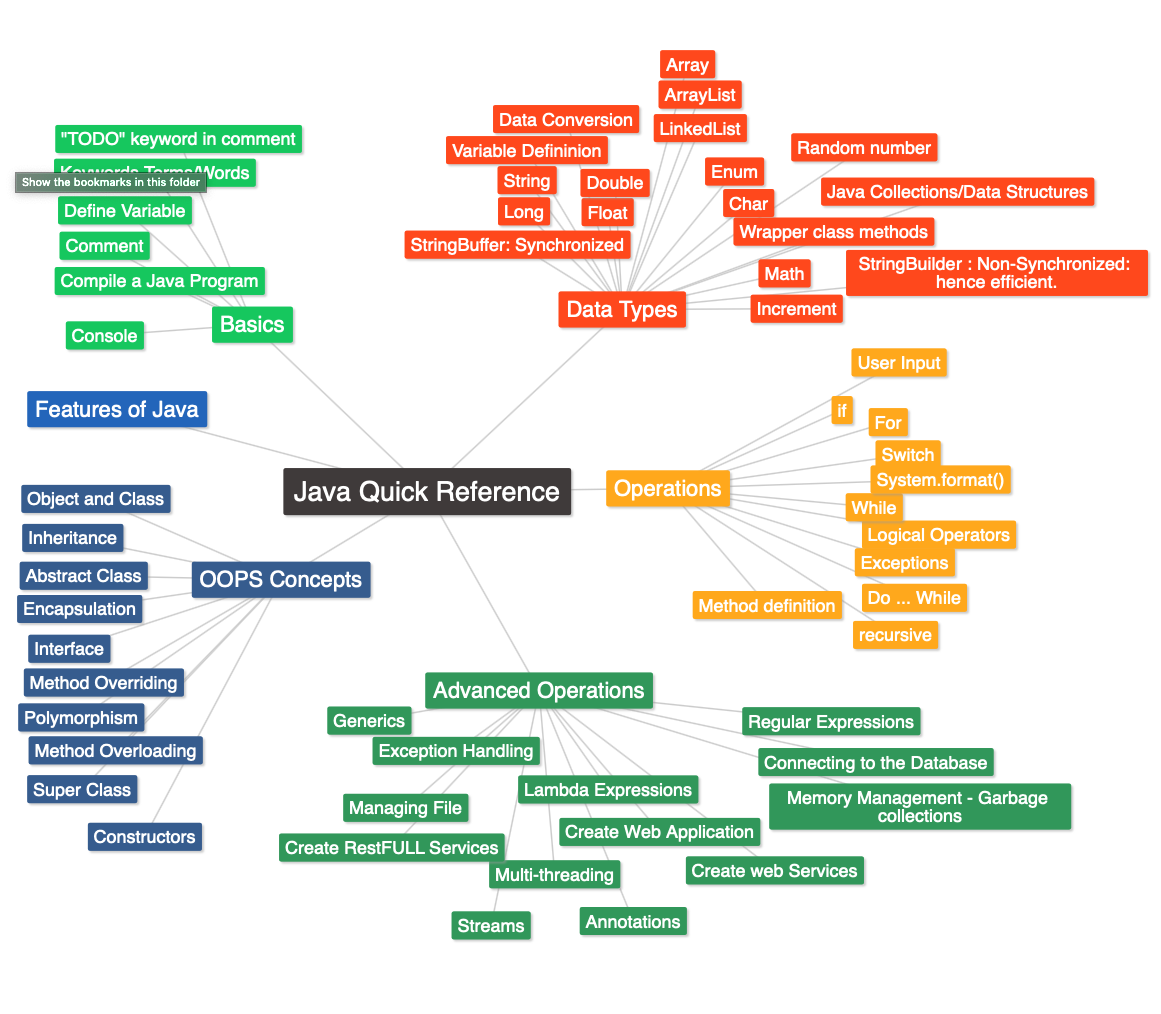 Array
ArrayList
Data Conversion
LinkedList
"TODO" keyword in comment
Random number
Variable Defininion
Keywords Terms/Words
Enum
String
Double
Show the bookmarks in this folder
Java Collections/Data Structures
Char
Define Variable
Long
Float
Wrapper class methods
Comment
StringBuffer: Synchronized
StringBuilder : Non-Synchronized:
hence efficient.
Math
Compile a Java Program
Data Types
Increment
Basics
Console
User Input
Features of Java
if
For
Switch
System.format()
Java Quick Reference
Operations
Object and Class
While
Logical Operators
Inheritance
Exceptions
Abstract Class
OOPS Concepts
Do ... While
Encapsulation
Method definition
recursive
Interface
Method Overriding
Advanced Operations
Polymorphism
Generics
Regular Expressions
Method Overloading
Exception Handling
Connecting to the Database
Super Class
Lambda Expressions
Memory Management - Garbage
collections
Managing File
Constructors
Create Web Application
Create RestFULL Services
Multi-threading
Create web Services
Streams
Annotations